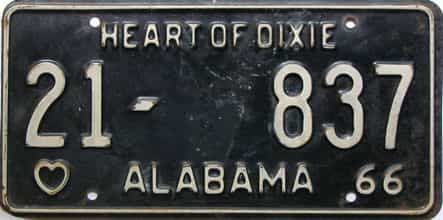 HEART OF DIXIE
21 - 837
ALABAMA 66